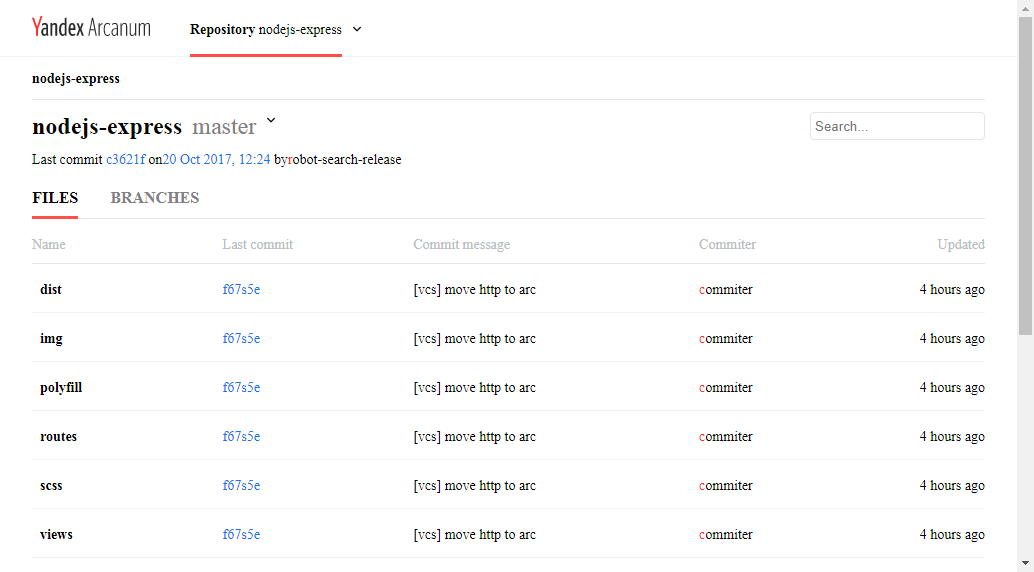 Yandex Arcanum Repository nodejs-express
nodejs-express
nodejs-express master Search...
Last commit c3621f on20 Oct 2017, 12:24 byrobot-search-release
FILES BRANCHES
Name Last commit Commit message Commiter Updated
dist f67s5e [vcs] move http to arc commiter 4 hours ago
img f67s5e [vcs] move http to arc commiter 4 hours ago
polyfill f67s5e [vcs] move http to arc commiter 4 hours ago
routes f67s5e [vcs] move http to arc commiter 4 hours ago
scss f67s5e [vcs] move http to arc commiter 4 hours ago
views f67s5e [vcs] move http to arc commiter 4 hours ago